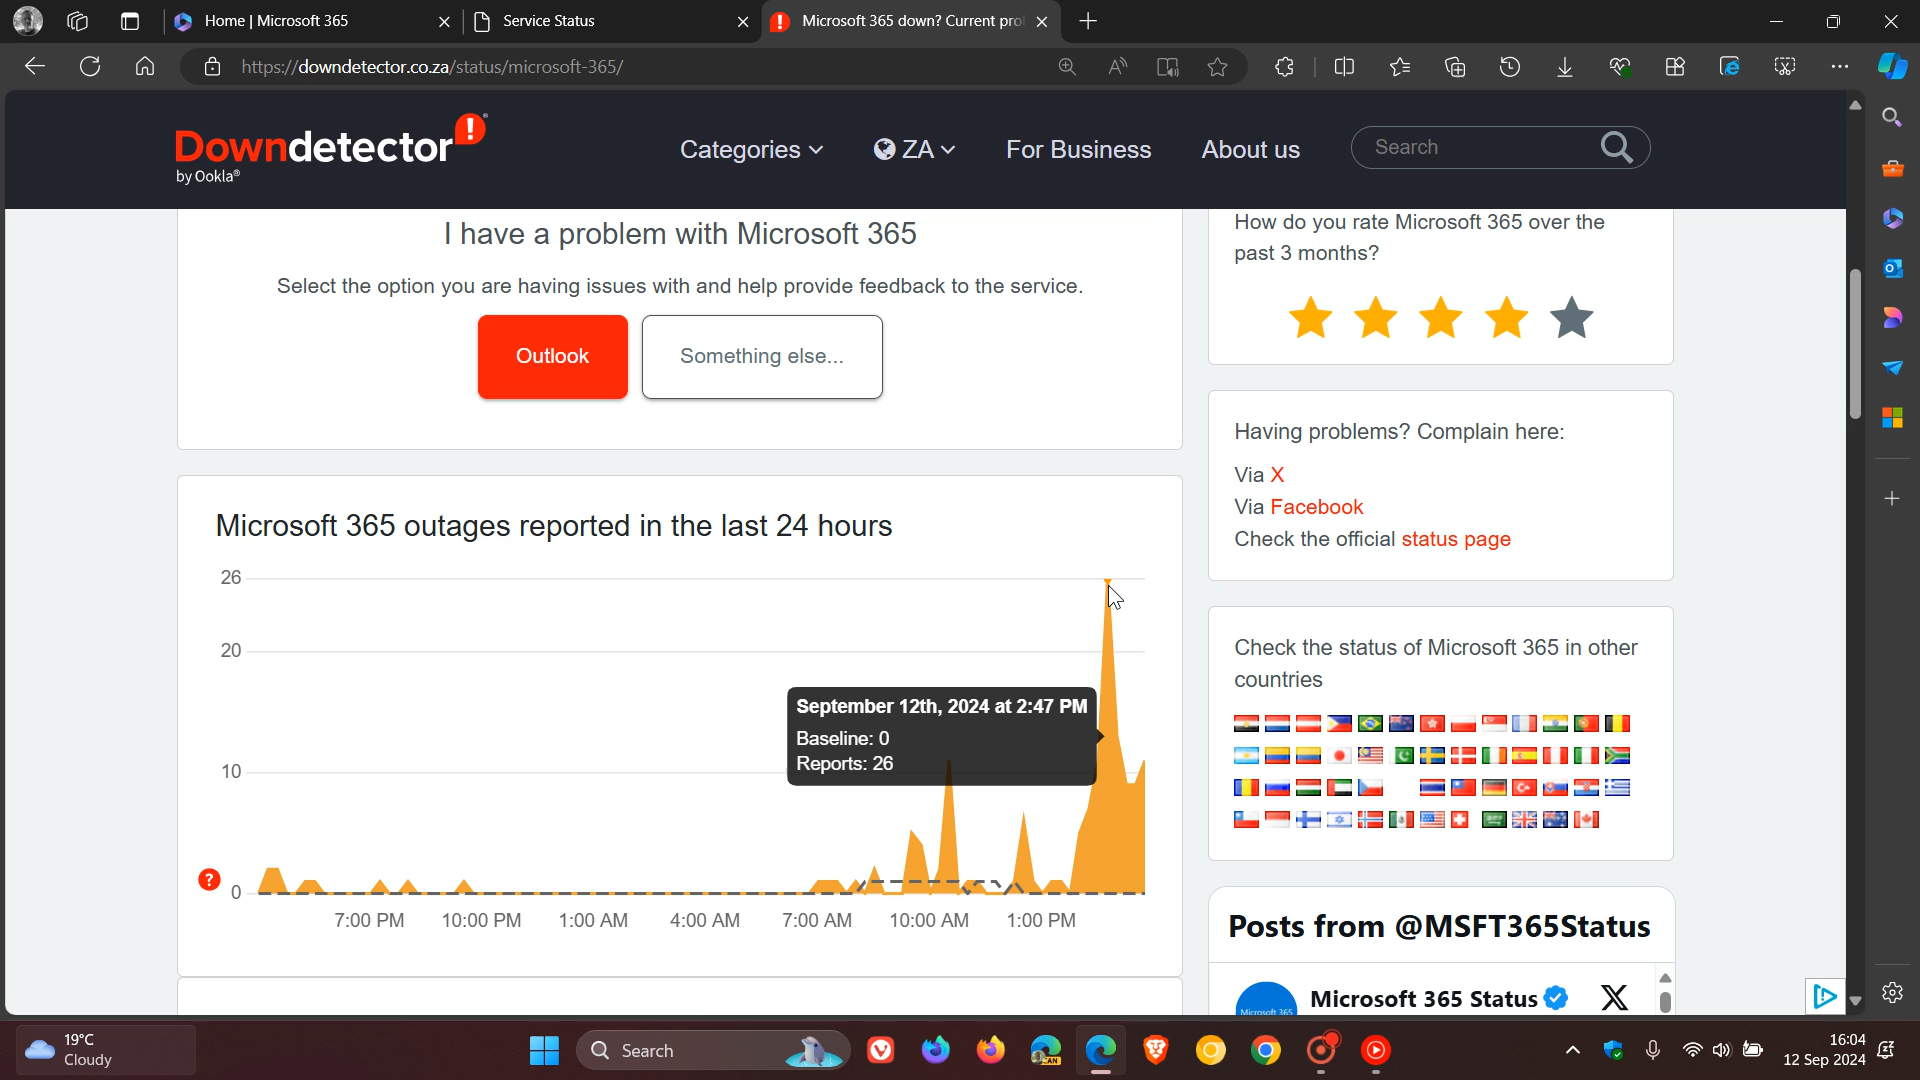 Home | Microsoft 365
Service Status
Microsoft 365 down? Current pro
https://downdetector.co.za/status/microsoft-365/
Downdetector!
by Ookla®
Categories
ZA
For Business
About us
Search
I have a problem with Microsoft 365
Select the option you are having issues with and help provide feedback to the service.
Outlook
Something else...
How do you rate Microsoft 365 over the
past 3 months?
Having problems? Complain here:
Via X
Via Facebook
Check the official status page
Microsoft 365 outages reported in the last 24 hours
26
20
10
0
September 12th, 2024 at 2:47 PM
Baseline: 0
Reports: 26
7:00 PM
10:00 PM
1:00 AM
4:00 AM
7:00 AM
10:00 AM
1:00 PM
Check the status of Microsoft 365 in other
countries
Posts from @MSFT365Status
Microsoft 365 Status
Microsoft 365
19°C
Cloudy
Search
CAN
16:04
12 Sep 2024